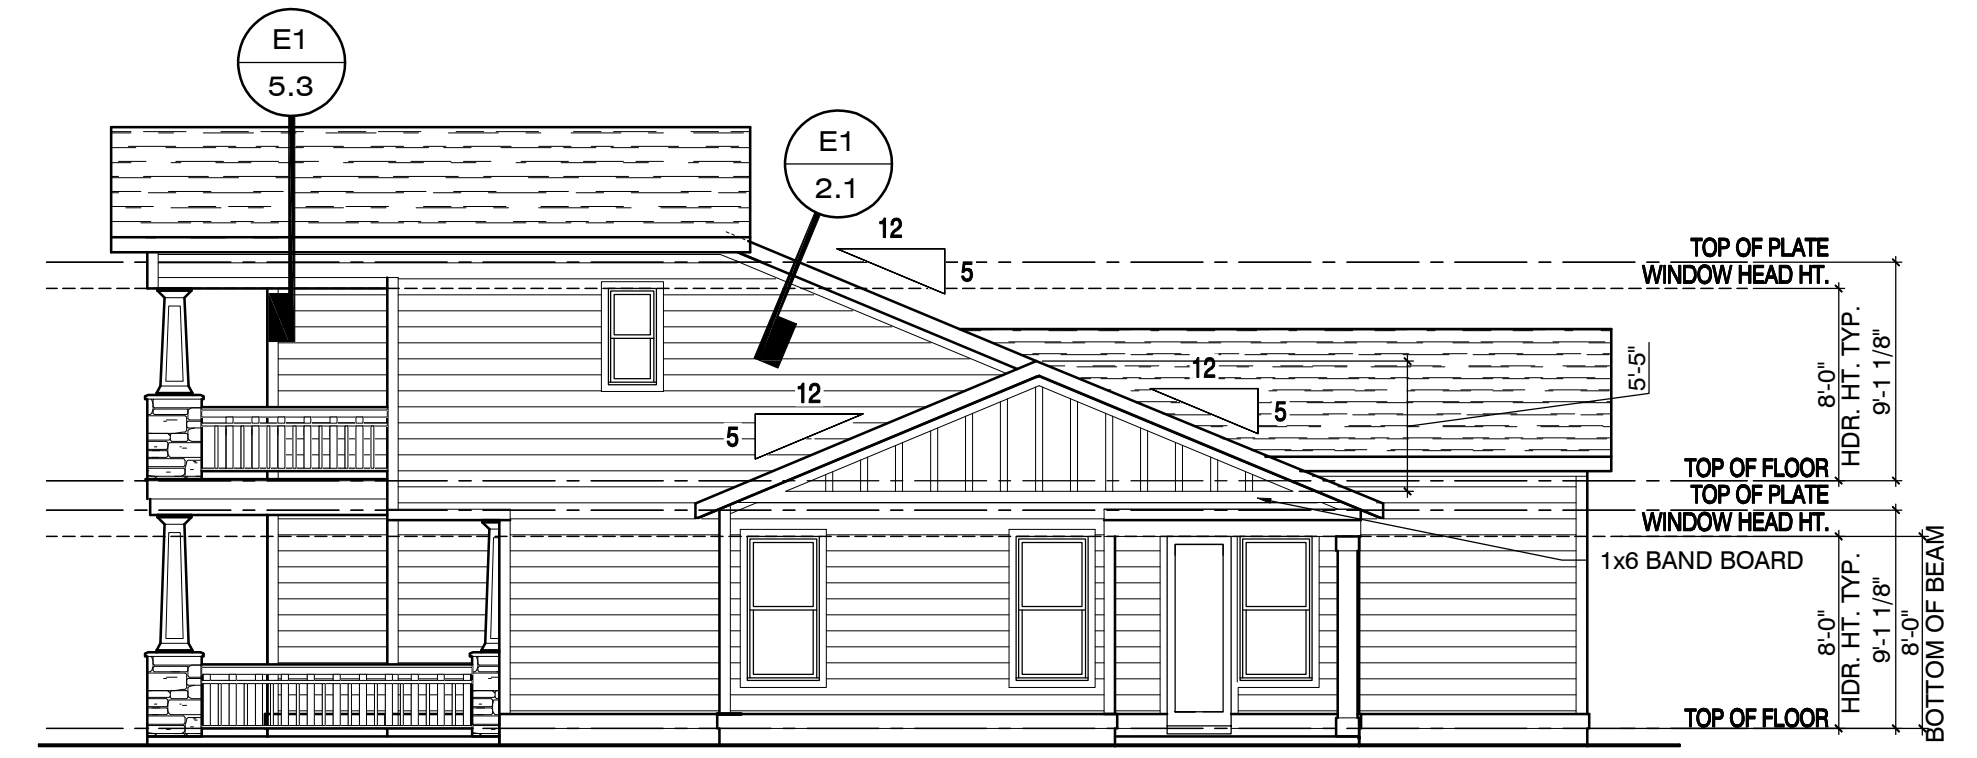 E1
5.3
E1
2.1
12
5
TOP OF PLATE
WINDOW HEAD HT.
12
5
12
5
5'-5"
8'-0"
HDR. HT. TYP.
9'-1 1/8"
TOP OF FLOOR
TOP OF PLATE
WINDOW HEAD HT.
1x6 BAND BOARD
8'-0"
HDR. HT. TYP.
9'-1 1/8"
8'-0"
BOTTOM OF BEAM
TOP OF FLOOR